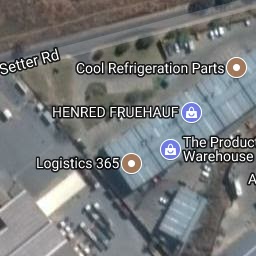 Setter Rd
Cool Refrigeration Parts
HENRED FRUEHAUF
The Product
Warehouse
Logistics 365
A